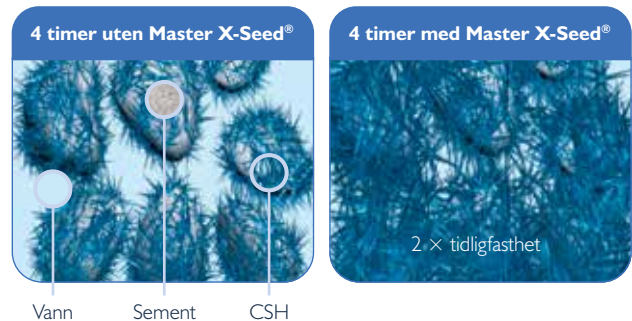 4 timer uten Master X-Seed®
4 timer med Master X-Seed®
2 × tidligfasthet
Vann
Sement
CSH